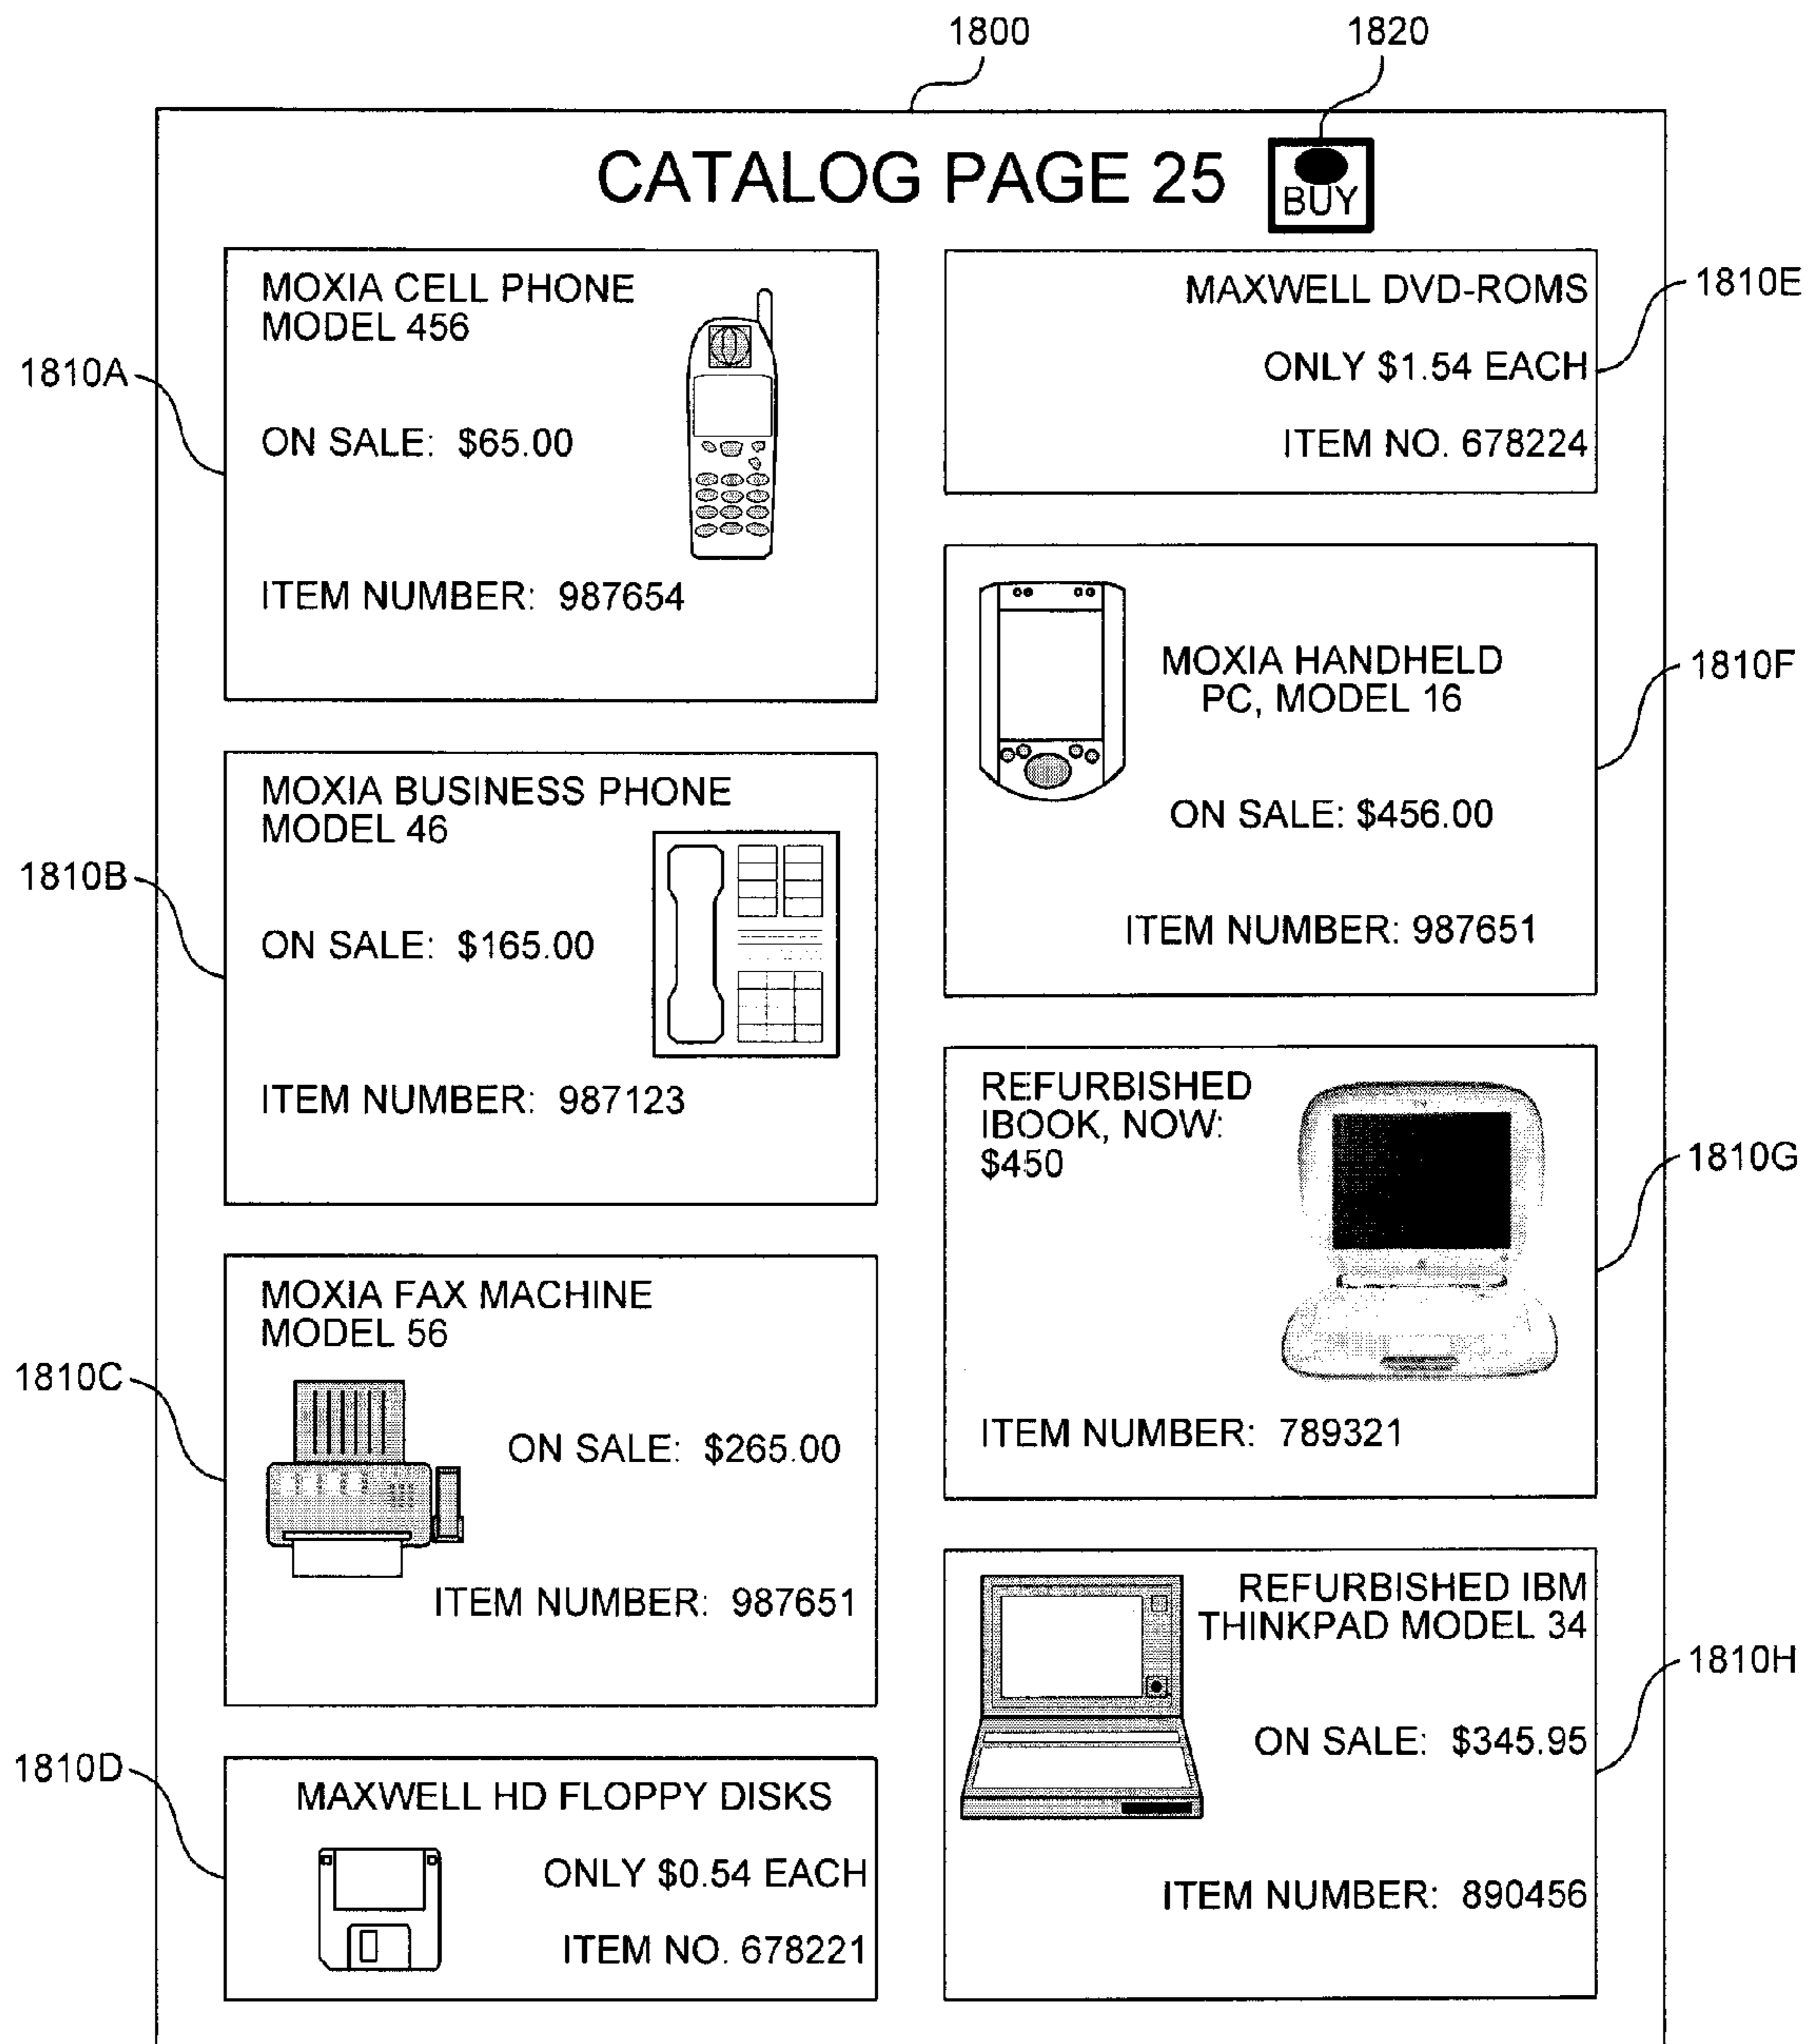 1800
1820
CATALOG PAGE 25
BUY
MOXIA CELL PHONE
MODEL 456
1810A
ON SALE: $65.00
ITEM NUMBER: 987654
MOXIA BUSINESS PHONE
MODEL 46
1810B
ON SALE: $165.00
ITEM NUMBER: 987123
MOXIA FAX MACHINE
MODEL 56
1810C
ON SALE: $265.00
ITEM NUMBER: 987651
1810D
MAXWELL HD FLOPPY DISKS
ONLY $0.54 EACH
ITEM NO. 678221
MAXWELL DVD-ROMS
1810E
ONLY $1.54 EACH
ITEM NO. 678224
MOXIA HANDHELD
PC, MODEL 16
1810F
ON SALE: $456.00
ITEM NUMBER: 987651
REFURBISHED
IBOOK, NOW:
$450
1810G
ITEM NUMBER: 789321
REFURBISHED IBM
THINKPAD MODEL 34
1810H
ON SALE: $345.95
ITEM NUMBER: 890456